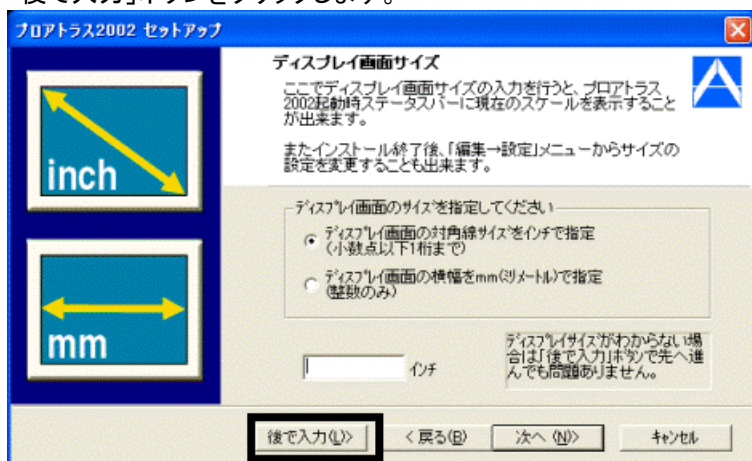 後で入力」ボタンをクリックします。
プロアトラス2002 セットアップ
ディスプレイ画面サイズ
ここでディスプレイ画面サイズの入力を行うと、プロアトラス
2002起動時ステータスバーに現在のスケールを表示すること
が出来ます。
またインストール終了後、「編集→設定」メニューからサイズの
設定を変更することも出来ます。
inch
mm
ディスプレイ画面のサイズを指定してください
ディスプレイ画面の対角線サイズをインチで指定
(小数点以下1桁まで)
ディスプレイ画面の横幅をmm(ミリメートル)で指定
(整数のみ)
インチ
ディスプレイサイズがわからない場
合は「後で入力」ボタンで先へ進
んでも問題ありません。
後で入力(L)>
< 戻る(B)
次へ (N)>
キャンセル